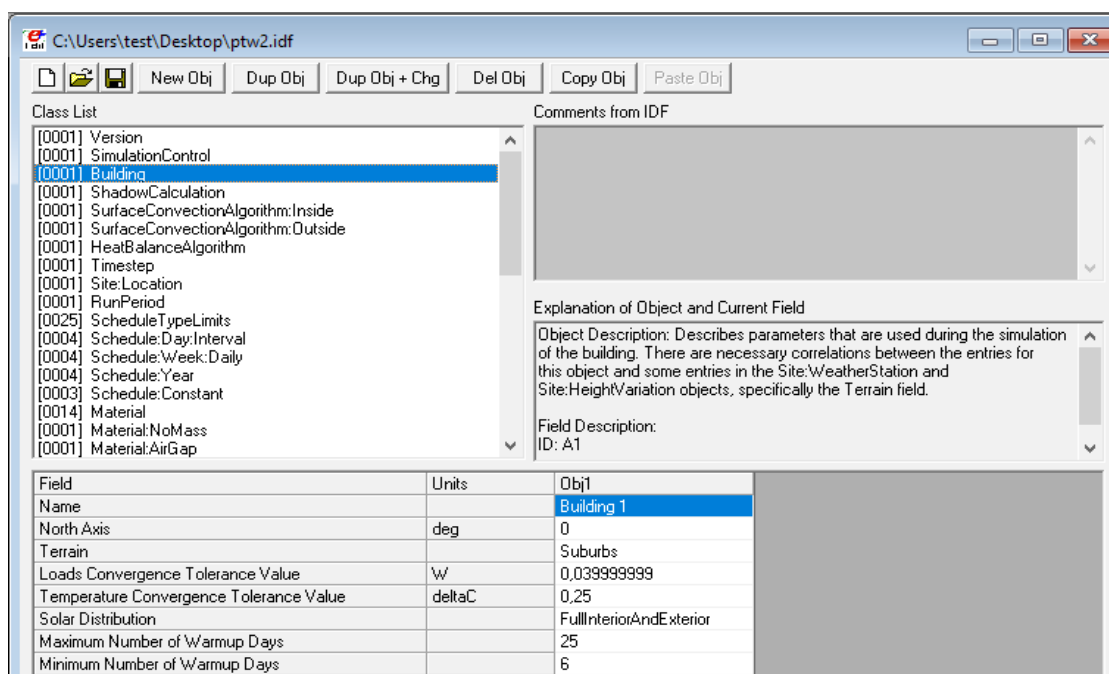 C:\Users\test\Desktop\ptw2.idf
New Obj Dup Obj Dup Obj + Chg Del Obj Copy Obj Paste Obj
Class List
[0001] Version
[0001] SimulationControl
[0001] Building
[0001] ShadowCalculation
[0001] SurfaceConvectionAlgorithm:Inside
[0001] SurfaceConvectionAlgorithm:Outside
[0001] HeatBalanceAlgorithm
[0001] Timestep
[0001] Site:Location
[0001] RunPeriod
[0025] ScheduleTypeLimits
[0004] Schedule:Day:Interval
[0004] Schedule:Week:Daily
[0004] Schedule:Year
[0003] Schedule:Constant
[0014] Material
[0001] Material:NoMass
[0001] Material:AirGap
Comments from IDF
Explanation of Object and Current Field
Object Description: Describes parameters that are used during the simulation
of the building. There are necessary correlations between the entries for
this object and some entries in the Site:WeatherStation and
Site:HeightVariation objects, specifically the Terrain field.
Field Description:
ID: A1
Field Units Obj1
Name Building 1
North Axis deg 0
Terrain Suburbs
Loads Convergence Tolerance Value W 0,039999999
Temperature Convergence Tolerance Value deltaC 0,25
Solar Distribution FullInteriorAndExterior
Maximum Number of Warmup Days 25
Minimum Number of Warmup Days 6